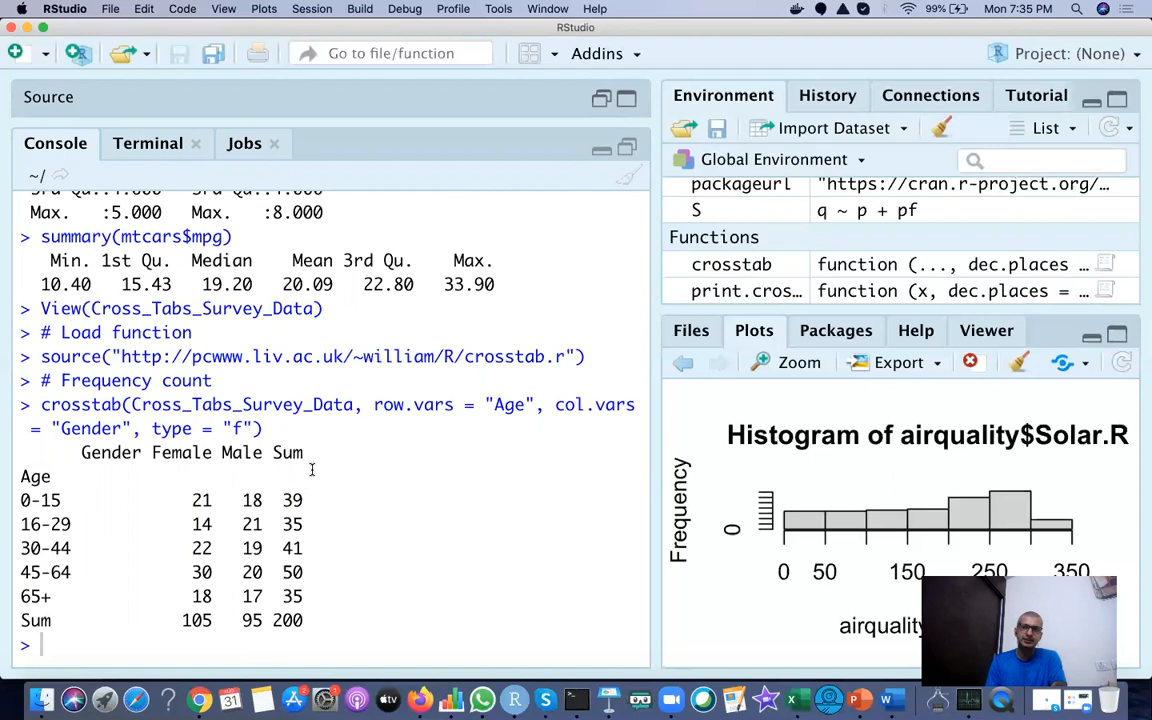 RStudio File Edit Code View Plots Session Build Debug Profile Tools Window Help 99% Mon 7:35 PM
RStudio
Go to file/function Addins Project: (None)
Source
Console Terminal Jobs
~/
Max. :5.000 Max. :8.000
> summary(mtcars$mpg)
Min. 1st Qu. Median Mean 3rd Qu. Max.
10.40 15.43 19.20 20.09 22.80 33.90
> View(Cross_Tabs_Survey_Data)
> # Load function
> source("http://pcwww.liv.ac.uk/~william/R/crosstab.r")
> # Frequency count
> crosstab(Cross_Tabs_Survey_Data, row.vars = "Age", col.vars
= "Gender", type = "f")
Gender Female Male Sum
Age
0-15 21 18 39
16-29 14 21 35
30-44 22 19 41
45-64 30 20 50
65+ 18 17 35
Sum 105 95 200
>
Environment History Connections Tutorial
Import Dataset List
Global Environment
packageurl "https://cran.r-project.org/…
S q ~ p + pf
Functions
crosstab function (..., dec.places …
print.cros… function (x, dec.places = …
Files Plots Packages Help Viewer
Zoom Export
Histogram of airquality$Solar.R
Frequency
0
0 50 150 250 350
airquality